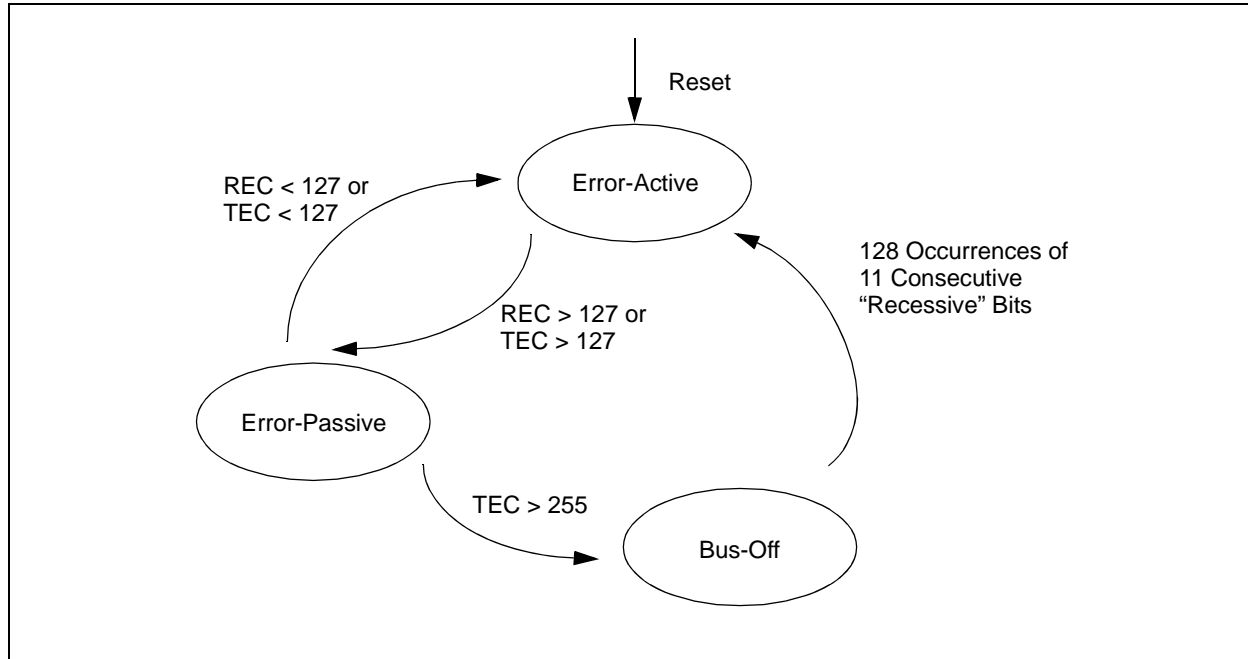 Reset
Error-Active
REC < 127 or
TEC < 127
128 Occurrences of
11 Consecutive
“Recessive” Bits
REC > 127 or
TEC > 127
Error-Passive
TEC > 255
Bus-Off